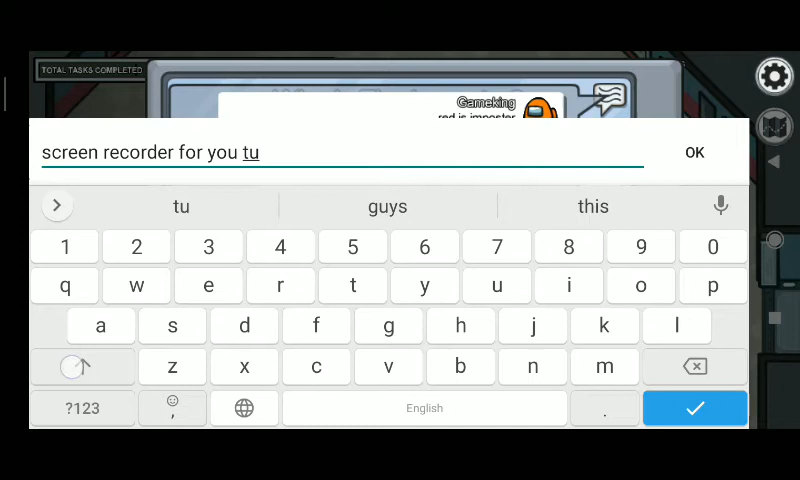 TOTAL TASKS COMPLETED
Gameking
red is imposter
screen recorder for you tu
OK
tu guys this
1 2 3 4 5 6 7 8 9 0
q w e r t y u i o p
a s d f g h j k l
z x c v b n m
?123 , English .